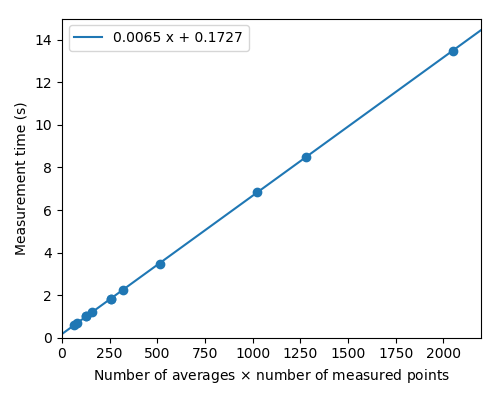 0.0065 x + 0.1727
14
12
10
8
6
4
2
0
Measurement time (s)
0 250 500 750 1000 1250 1500 1750 2000
Number of averages × number of measured points